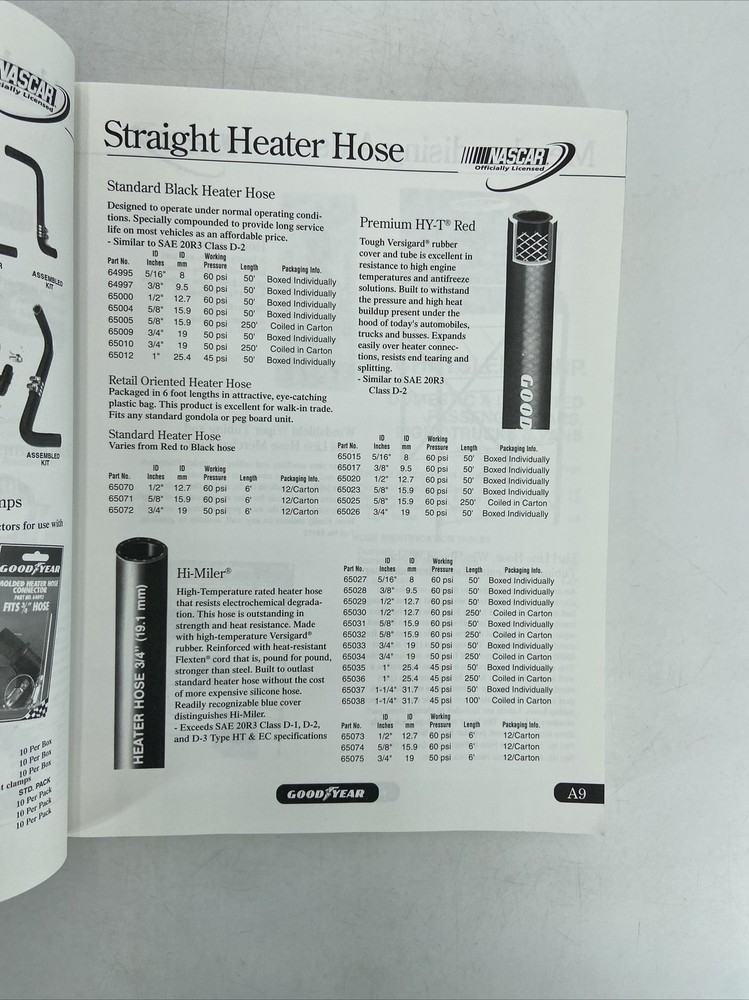 NASCAR
Officially Licensed
ASSEMBLED
KIT
ASSEMBLED
KIT
tors for use with
GOODYEAR
MOLDED HEATER HOSE
CONNECTOR
FITS 3/4" HOSE
10 Per Box
10 Per Box
10 Per Box
t clamps
STD. PACK
10 Per Pack
10 Per Pack
10 Per Pack
10 Per Pack
Straight Heater Hose
NASCAR
Officially Licensed
Standard Black Heater Hose
Designed to operate under normal operating condi-
tions. Specially compounded to provide long service
life on most vehicles as an affordable price.
- Similar to SAE 20R3 Class D-2
ID ID Working
Part No. Inches mm Pressure Length Packaging Info.
64995 5/16" 8 60 psi 50' Boxed Individually
64997 3/8" 9.5 60 psi 50' Boxed Individually
65000 1/2" 12.7 60 psi 50' Boxed Individually
65004 5/8" 15.9 60 psi 50' Boxed Individually
65005 5/8" 15.9 60 psi 250' Coiled in Carton
65009 3/4" 19 50 psi 50' Boxed Individually
65010 3/4" 19 50 psi 250' Coiled in Carton
65012 1" 25.4 45 psi 50' Boxed Individually
Retail Oriented Heater Hose
Packaged in 6 foot lengths in attractive, eye-catching
plastic bag. This product is excellent for walk-in trade.
Fits any standard gondola or peg board unit.
Standard Heater Hose
Varies from Red to Black hose
ID ID Working
Part No. Inches mm Pressure Length Packaging Info.
65070 1/2" 12.7 60 psi 6' 12/Carton
65071 5/8" 15.9 60 psi 6' 12/Carton
65072 3/4" 19 50 psi 6' 12/Carton
Premium HY-T® Red
Tough Versigard® rubber
cover and tube is excellent in
resistance to high engine
temperatures and antifreeze
solutions. Built to withstand
the pressure and high heat
buildup present under the
hood of today's automobiles,
trucks and busses. Expands
easily over heater connec-
tions, resists end tearing and
splitting.
- Similar to SAE 20R3
Class D-2
GOOD
ID ID Working
Part No. Inches mm Pressure Length Packaging Info.
65015 5/16" 8 60 psi 50' Boxed Individually
65017 3/8" 9.5 60 psi 50' Boxed Individually
65020 1/2" 12.7 60 psi 50' Boxed Individually
65023 5/8" 15.9 60 psi 50' Boxed Individually
65025 5/8" 15.9 60 psi 250' Coiled in Carton
65026 3/4" 19 50 psi 50' Boxed Individually
HEATER HOSE 3/4" (19.1 mm)
Hi-Miler®
High-Temperature rated heater hose
that resists electrochemical degrada-
tion. This hose is outstanding in
strength and heat resistance. Made
with high-temperature Versigard®
rubber. Reinforced with heat-resistant
Flexten® cord that is, pound for pound,
stronger than steel. Built to outlast
standard heater hose without the cost
of more expensive silicone hose.
Readily recognizable blue cover
distinguishes Hi-Miler.
- Exceeds SAE 20R3 Class D-1, D-2,
and D-3 Type HT & EC specifications
ID ID Working
Part No. Inches mm Pressure Length Packaging Info.
65027 5/16" 8 60 psi 50' Boxed Individually
65028 3/8" 9.5 60 psi 50' Boxed Individually
65029 1/2" 12.7 60 psi 50' Boxed Individually
65030 1/2" 12.7 60 psi 250' Coiled in Carton
65031 5/8" 15.9 60 psi 50' Boxed Individually
65032 5/8" 15.9 60 psi 250' Coiled in Carton
65033 3/4" 19 50 psi 50' Boxed Individually
65034 3/4" 19 50 psi 250' Coiled in Carton
65035 1" 25.4 45 psi 50' Boxed Individually
65036 1" 25.4 45 psi 250' Coiled in Carton
65037 1-1/4" 31.7 45 psi 50' Boxed Individually
65038 1-1/4" 31.7 45 psi 100' Coiled in Carton
ID ID Working
Part No. Inches mm Pressure Length Packaging Info.
65073 1/2" 12.7 60 psi 6' 12/Carton
65074 5/8" 15.9 60 psi 6' 12/Carton
65075 3/4" 19 50 psi 6' 12/Carton
GOODYEAR
A9